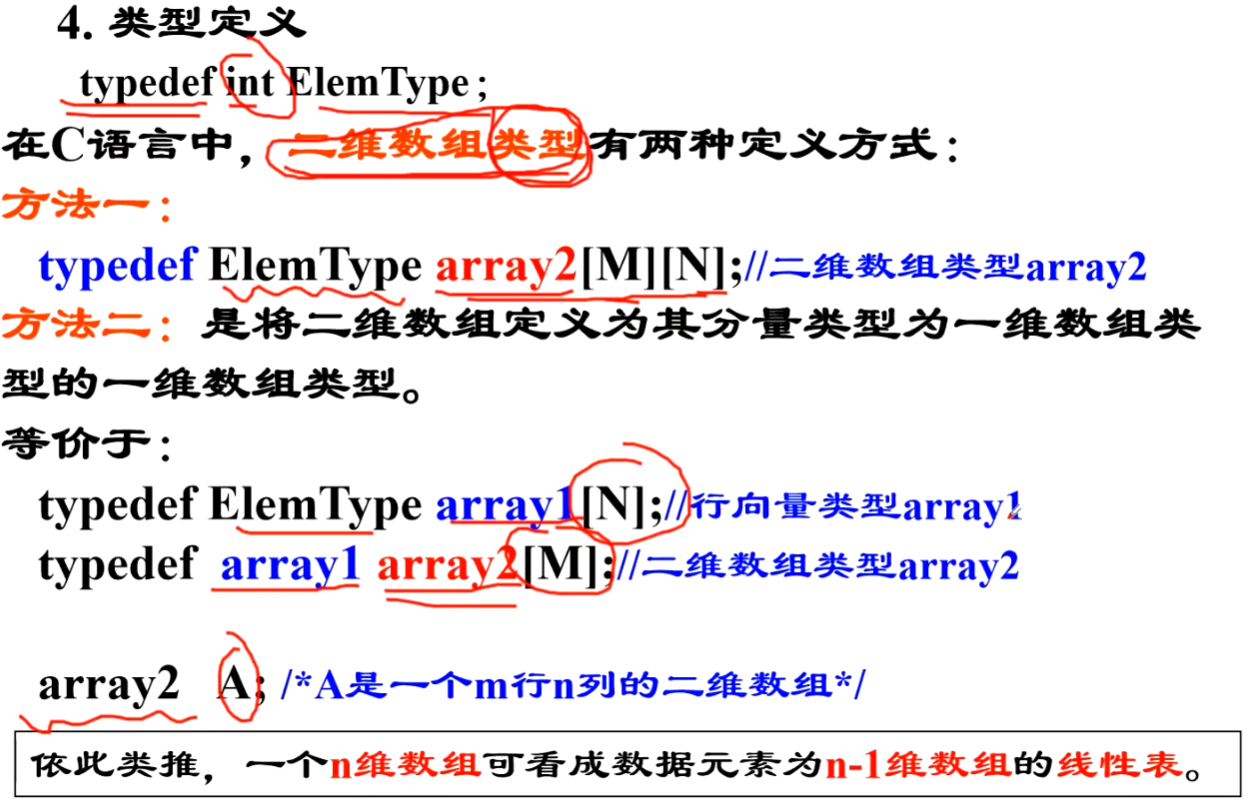 4. 类型定义
typedef int ElemType;
在C语言中，二维数组类型有两种定义方式：
方法一：
typedef ElemType array2[M][N];//二维数组类型array2
方法二：是将二维数组定义为其分量类型为一维数组类
型的一维数组类型。
等价于：
typedef ElemType array1[N];//行向量类型array1
typedef array1 array2[M];//二维数组类型array2
array2 A; /*A是一个m行n列的二维数组*/
依此类推，一个n维数组可看成数据元素为n-1维数组的线性表。